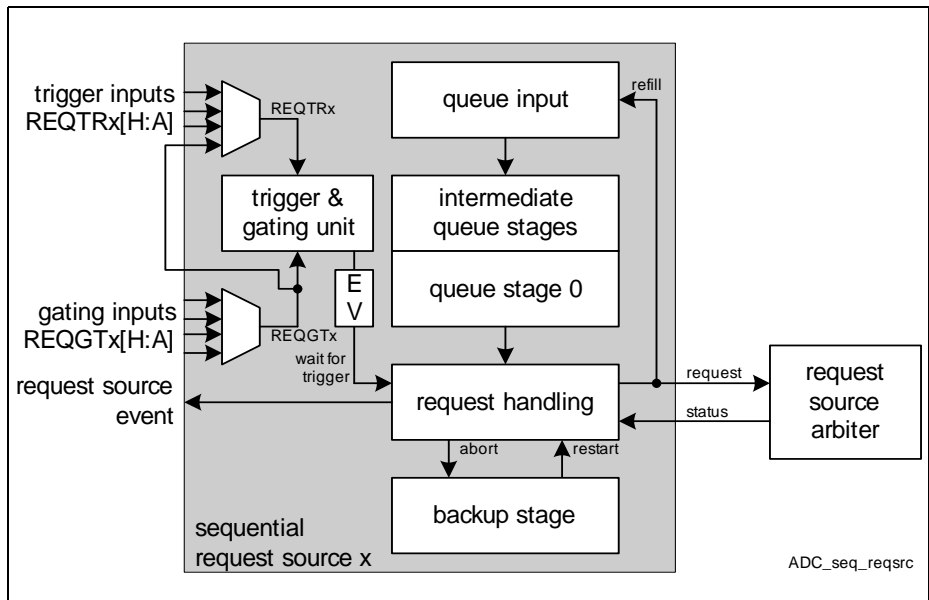 trigger inputs
REQTRx[H:A]
REQTRx
queue input
refill
trigger &
gating unit
intermediate
queue stages
E
V
queue stage 0
gating inputs
REQGTx[H:A]
REQGTx
wait for
trigger
request source
event
request handling
request
status
request
source
arbiter
abort
restart
backup stage
sequential
request source x
ADC_seq_reqsrc